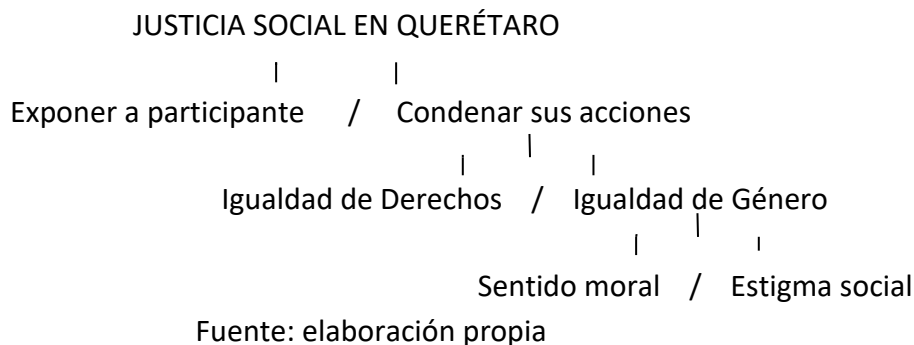 JUSTICIA SOCIAL EN QUERÉTARO
Exponer a participante / Condenar sus acciones
Igualdad de Derechos / Igualdad de Género
Sentido moral / Estigma social
Fuente: elaboración propia